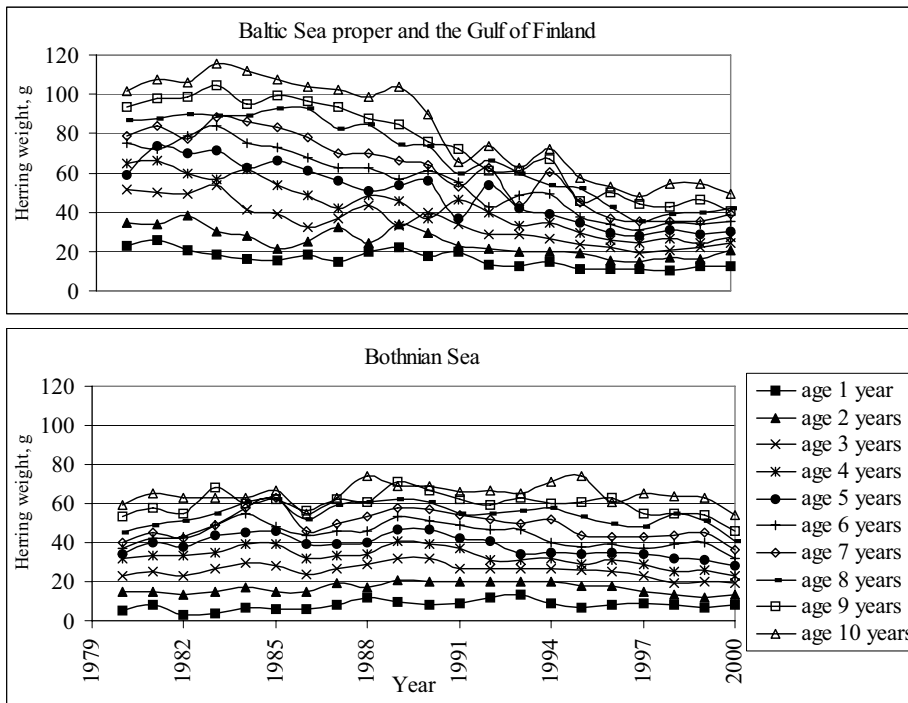 Baltic Sea proper and the Gulf of Finland
Herring weight, g
120
100
80
60
40
20
0
Bothnian Sea
Herring weight, g
120
100
80
60
40
20
0
1979
1982
1985
1988
1991
1994
1997
2000
Year
age 1 year
age 2 years
age 3 years
age 4 years
age 5 years
age 6 years
age 7 years
age 8 years
age 9 years
age 10 years